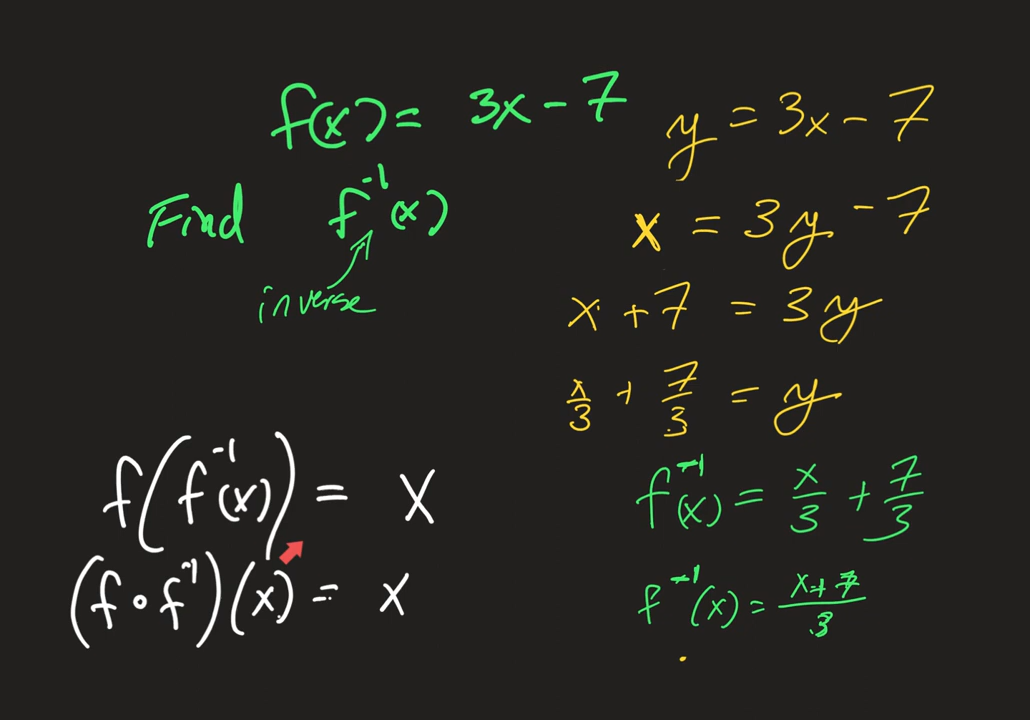 f(x) = 3x - 7
Find f⁻¹(x)
inverse
y = 3x - 7
x = 3y - 7
x + 7 = 3y
x/3 + 7/3 = y
f⁻¹(x) = x/3 + 7/3
f⁻¹(x) = (x+7)/3
f(f⁻¹(x)) = x
(f∘f⁻¹)(x) = x